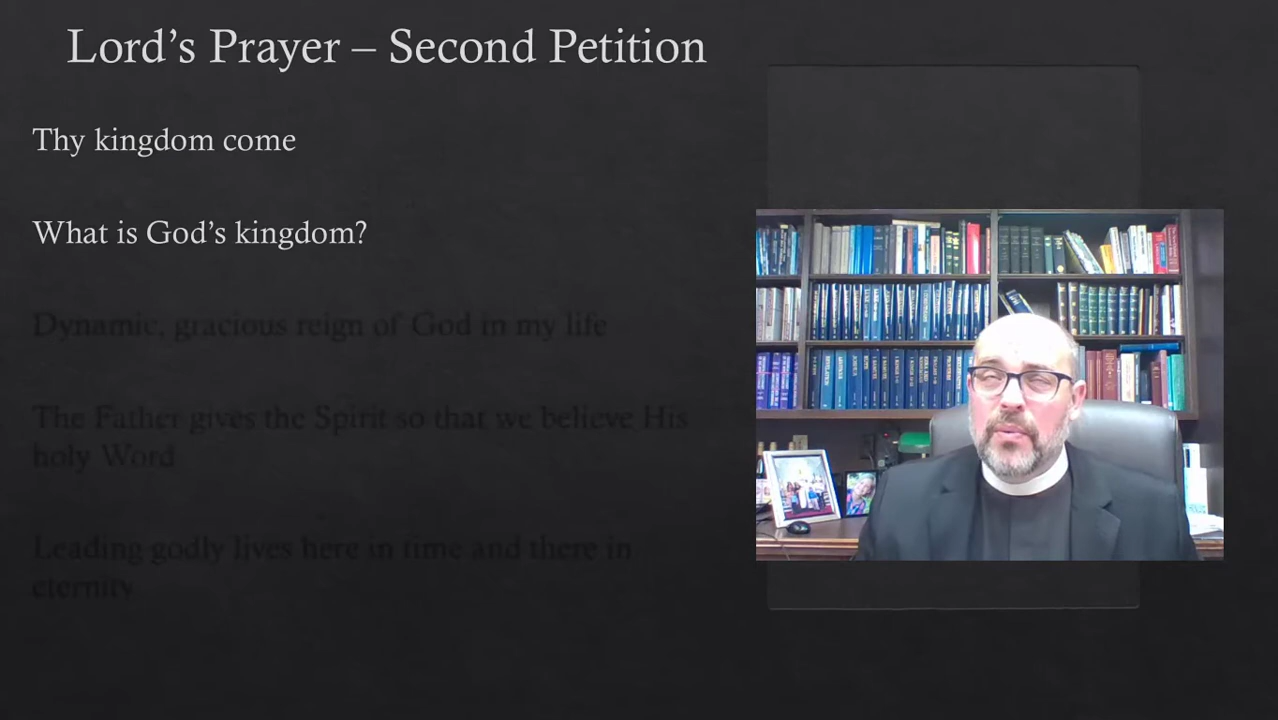 Lord’s Prayer – Second Petition
Thy kingdom come
What is God’s kingdom?
Dynamic, gracious reign of God in my life
The Father gives the Spirit so that we believe His
holy Word
Leading godly lives here in time and there in
eternity